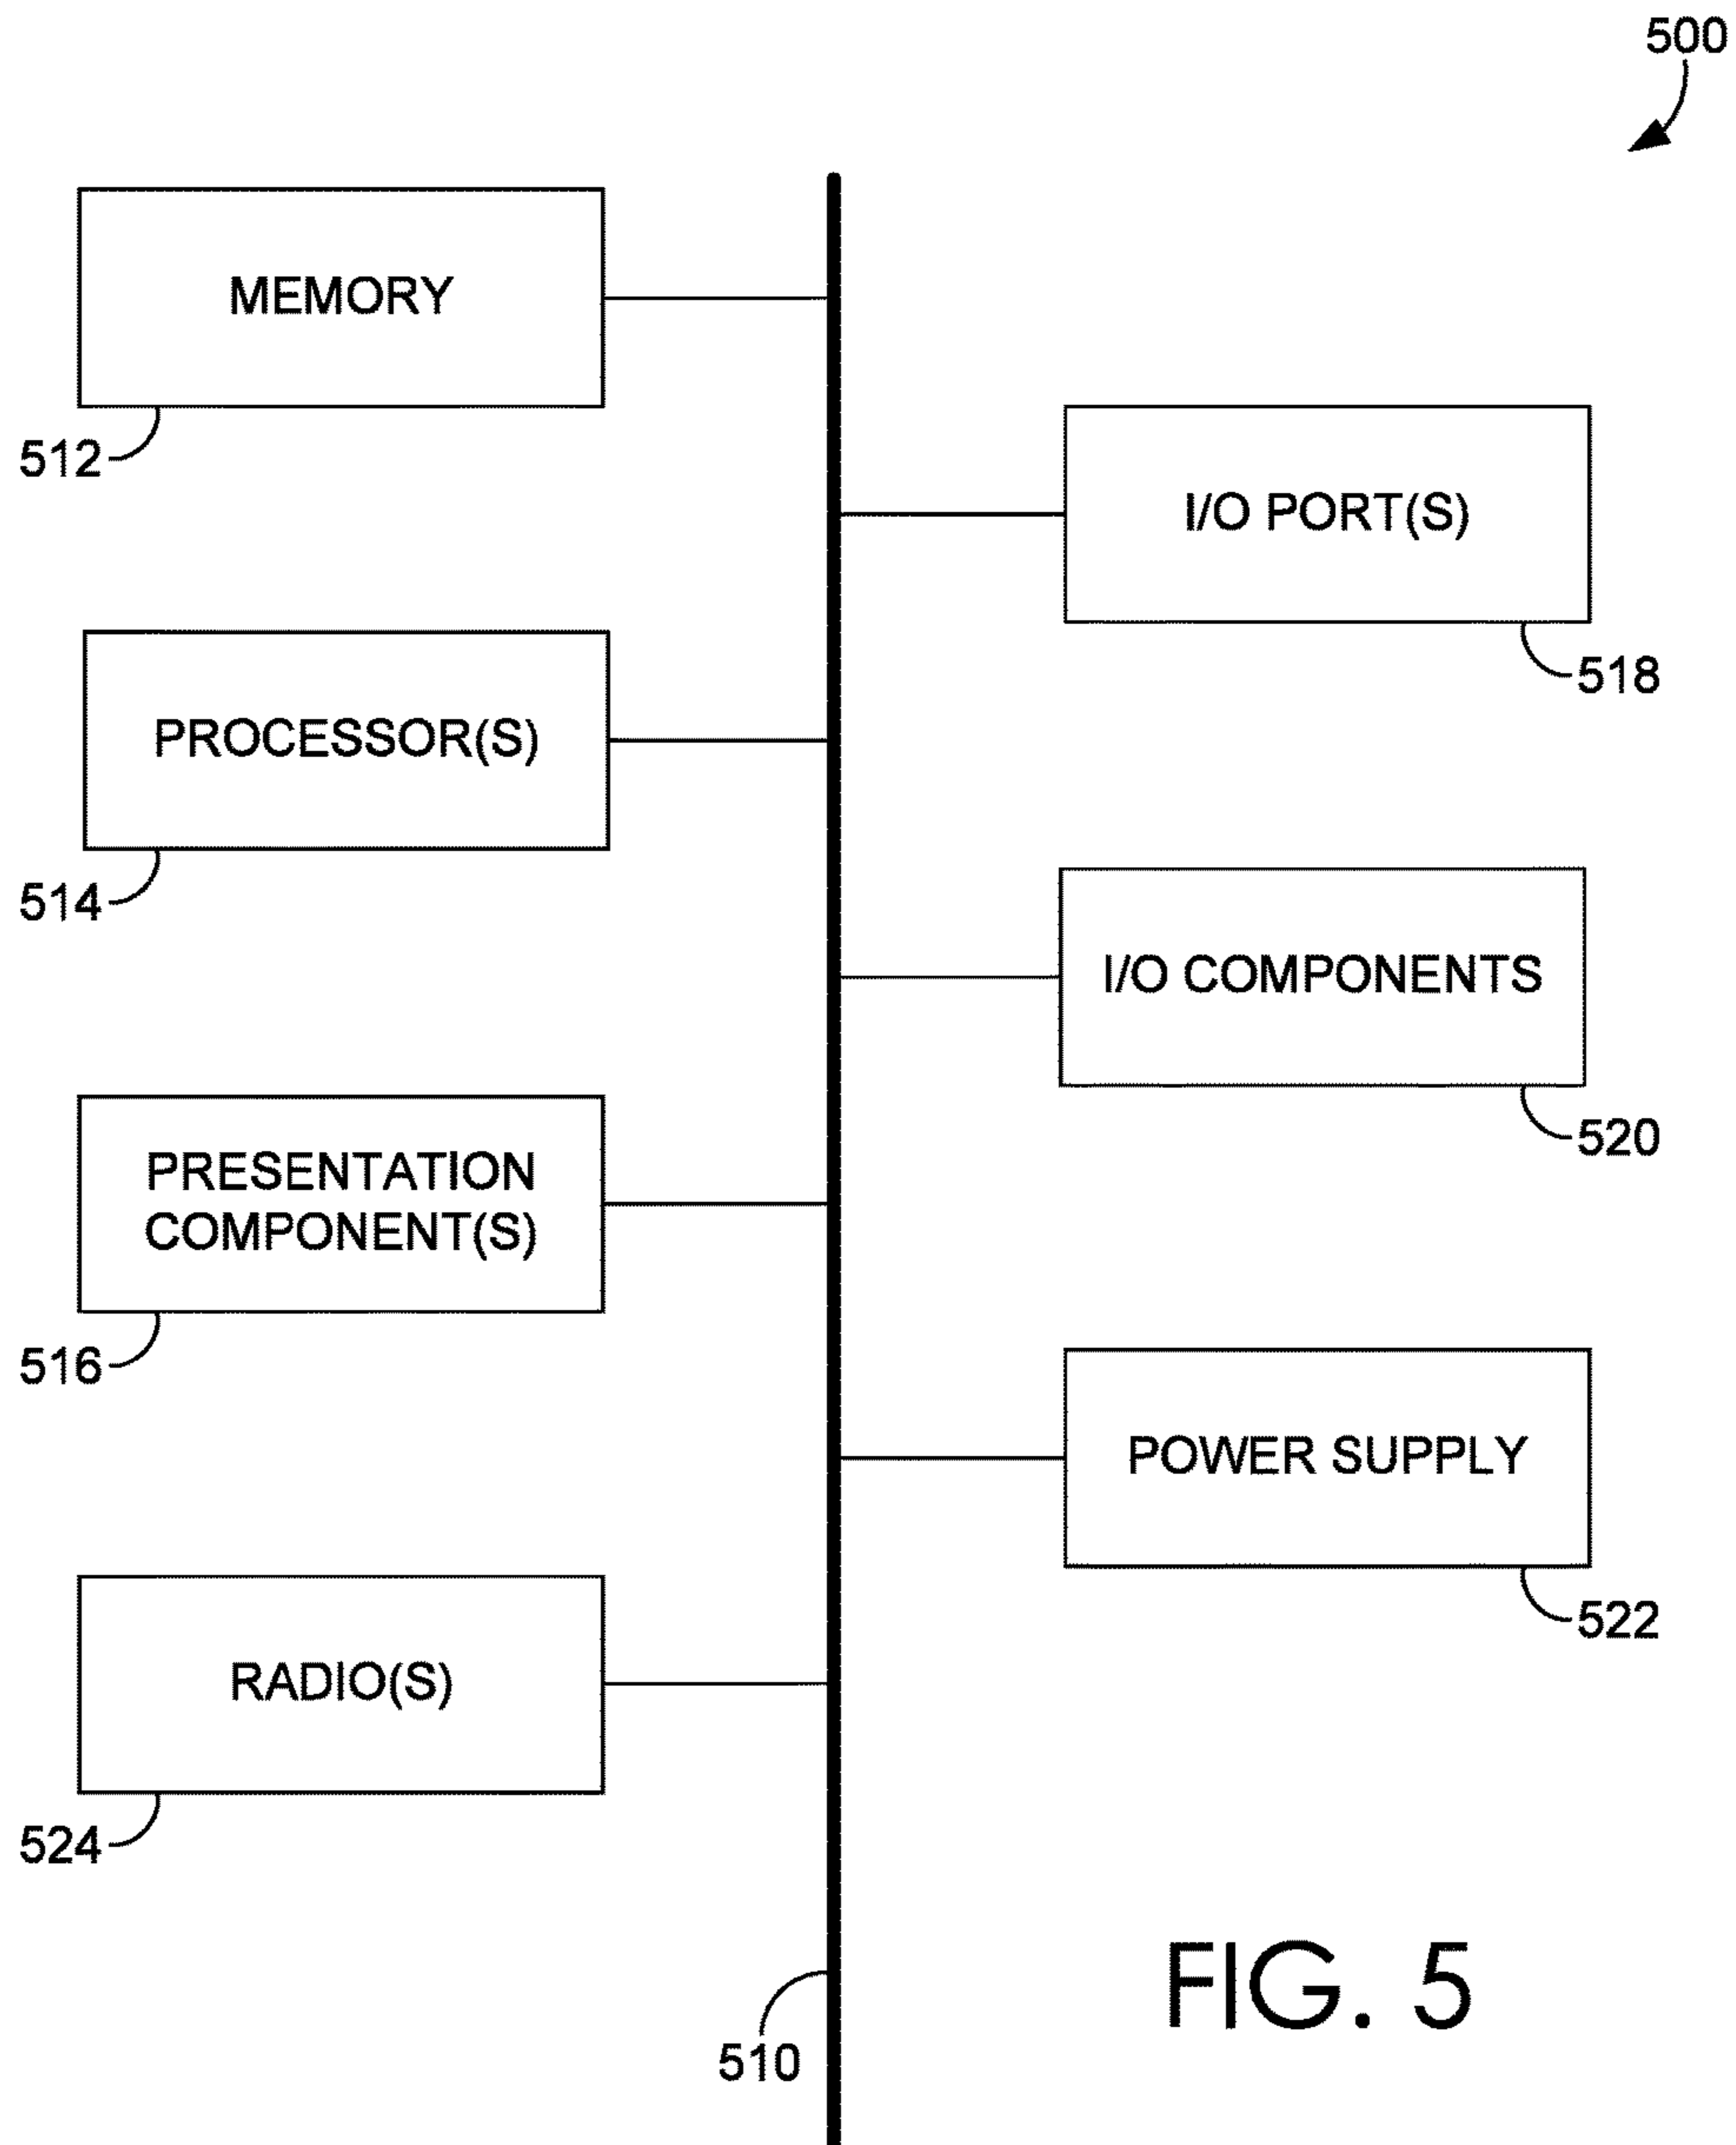 500
MEMORY
512
I/O PORT(S)
518
PROCESSOR(S)
514
I/O COMPONENTS
520
PRESENTATION
COMPONENT(S)
516
POWER SUPPLY
522
RADIO(S)
524
510
FIG. 5